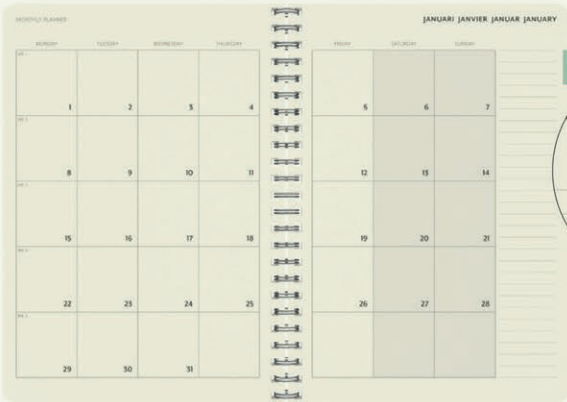 MONTHLY PLANNER
JANUARI JANVIER JANUAR JANUARY
MONDAY TUESDAY WEDNESDAY THURSDAY FRIDAY SATURDAY SUNDAY
1 2 3 4 5 6 7
8 9 10 11 12 13 14
15 16 17 18 19 20 21
22 23 24 25 26 27 28
29 30 31